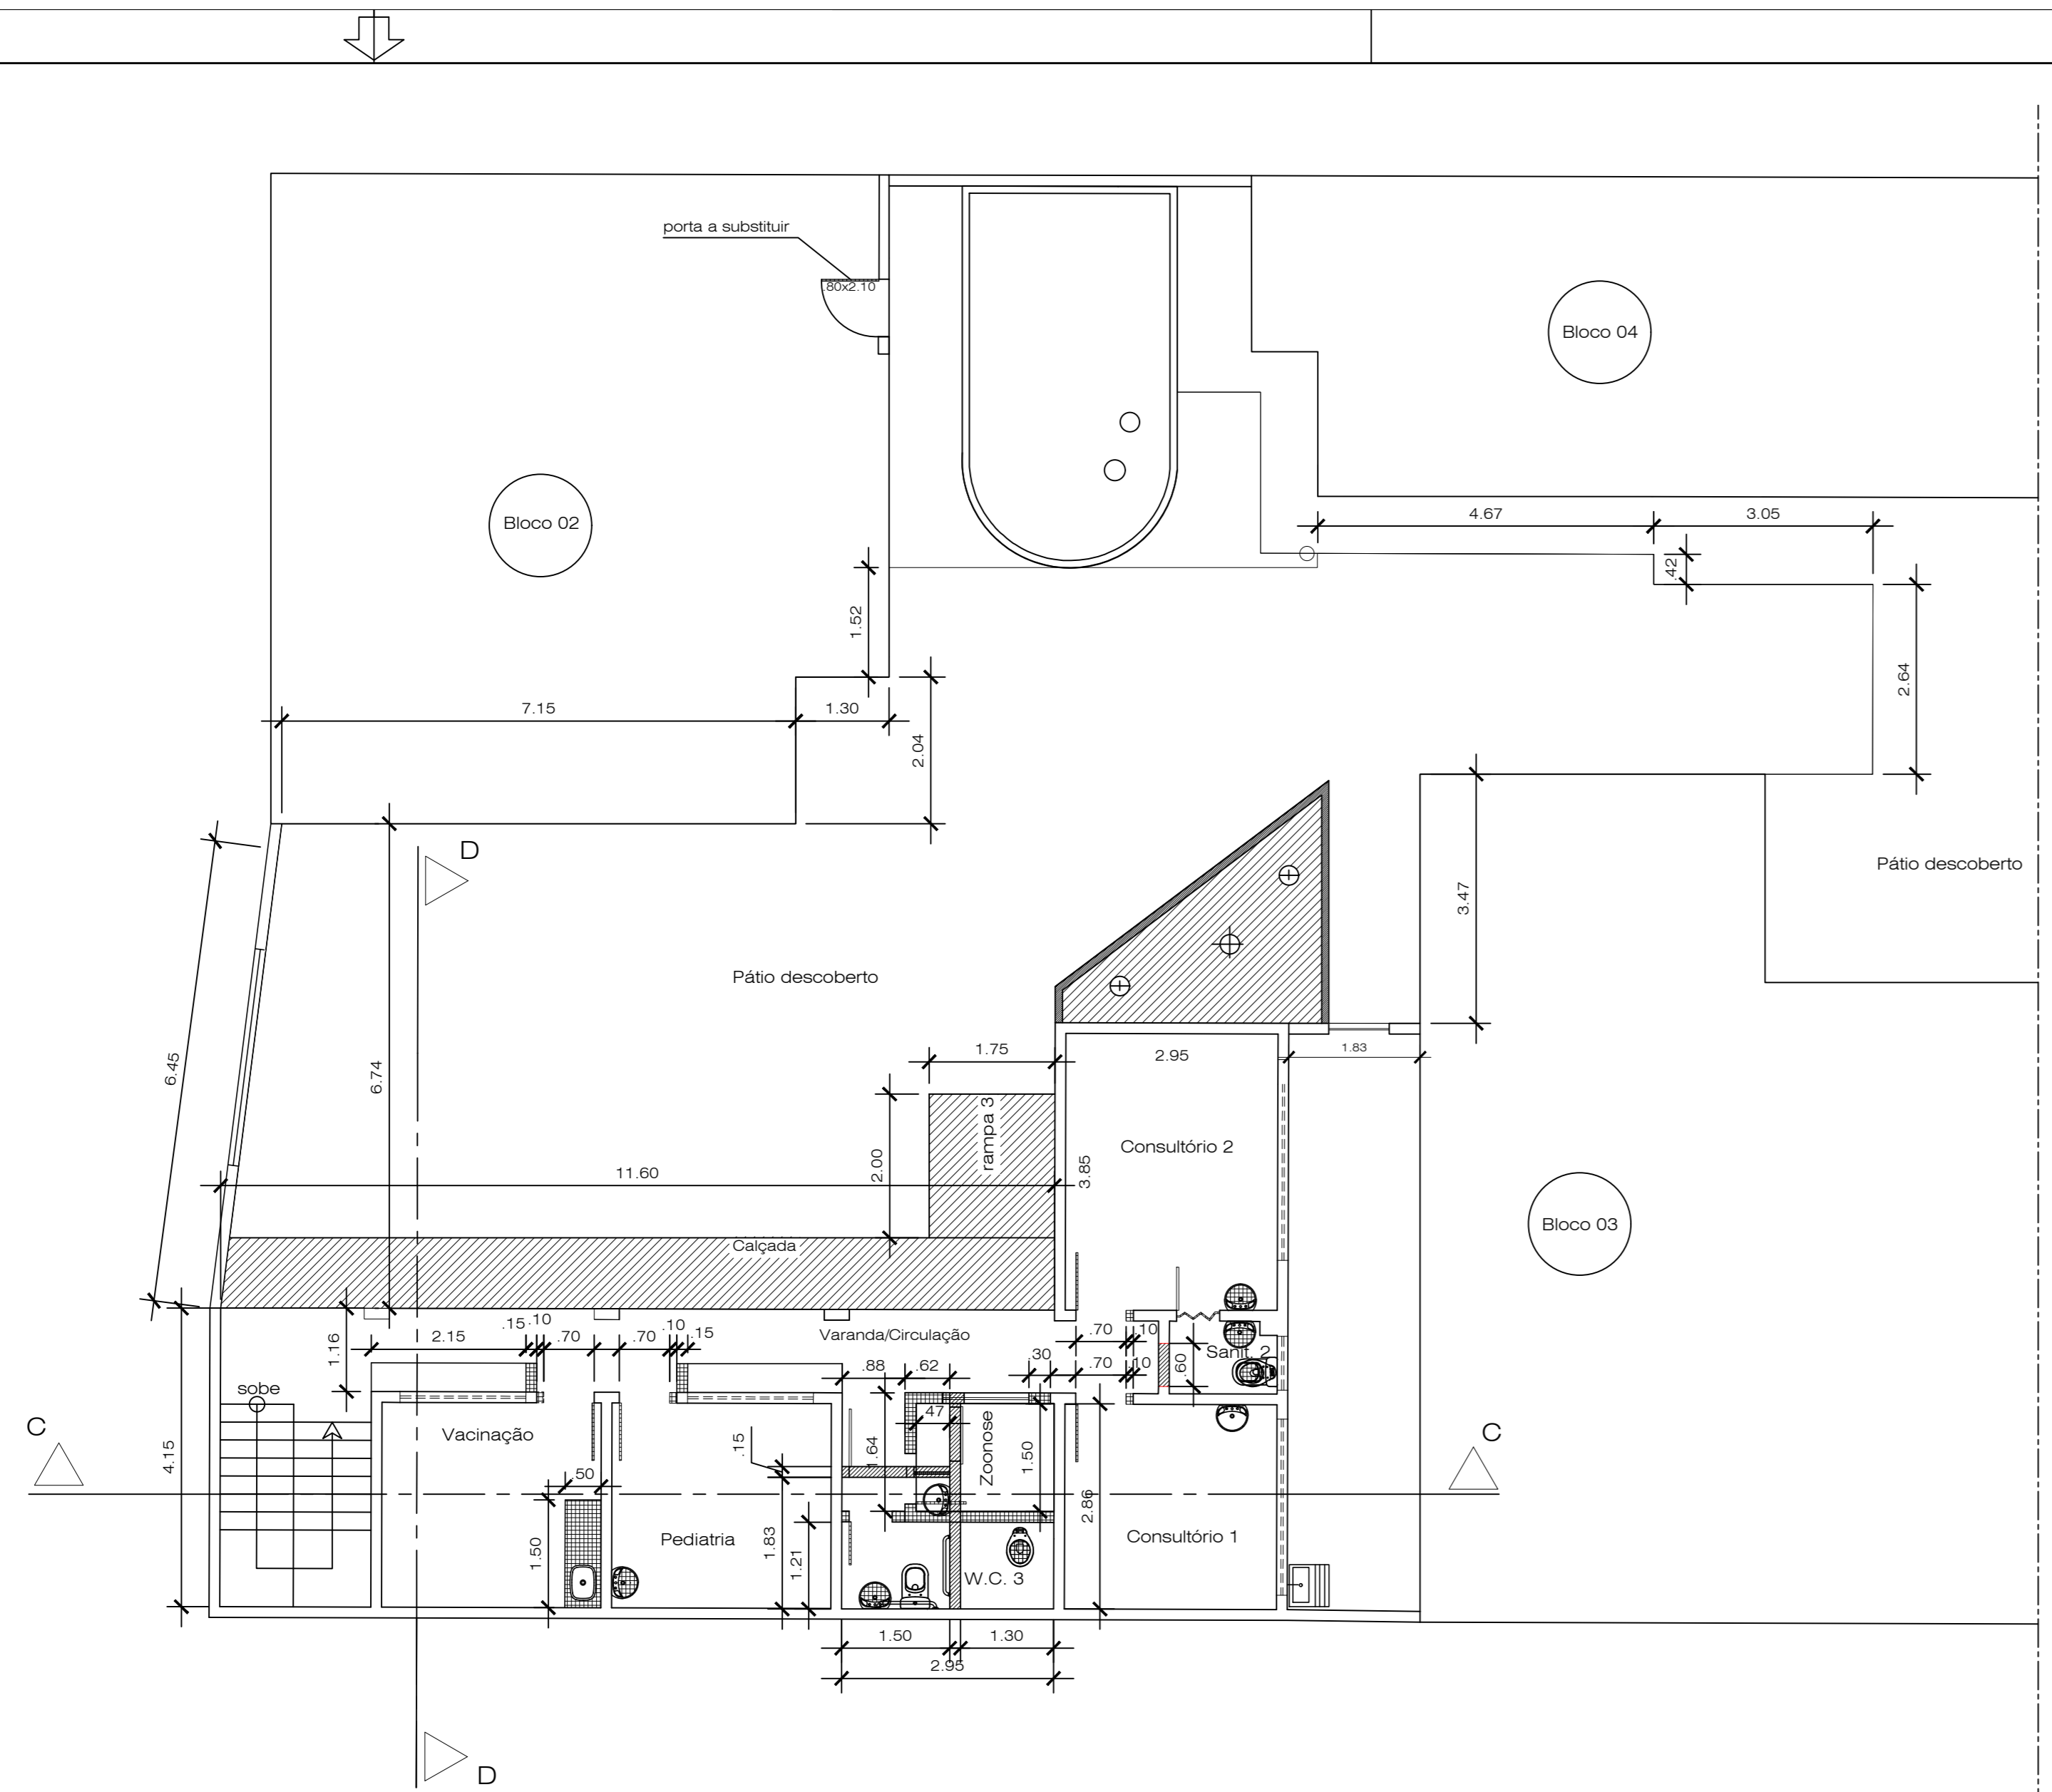 porta a substituir
.80x2.10
Bloco 04
Bloco 02
4.67
3.05
.42
1.52
2.64
7.15
1.30
2.04
D
Pátio descoberto
3.47
Pátio descoberto
6.45
6.74
1.75
2.95
1.83
rampa 3
Consultório 2
2.00
3.85
11.60
Bloco 03
Calçada
Varanda/Circulação
1.16
2.15
.15
.10
.70
.70
.10
.15
.70
.10
.88
.62
.30
.70
.10
.60
Sanit. 2
sobe
C
4.15
Vacinação
47
.15
1.64
Zoonose
1.50
C
.50
2.86
1.50
Pediatria
1.83
1.21
Consultório 1
W.C. 3
1.50
1.30
2.95
D